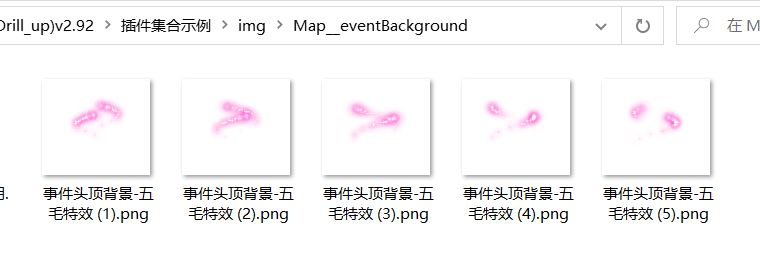 Drill_up)v2.92 > 插件集合示例 > img > Map__eventBackground
在 M
用.
事件头顶背景-五
毛特效 (1).png
事件头顶背景-五
毛特效 (2).png
事件头顶背景-五
毛特效 (3).png
事件头顶背景-五
毛特效 (4).png
事件头顶背景-五
毛特效 (5).png